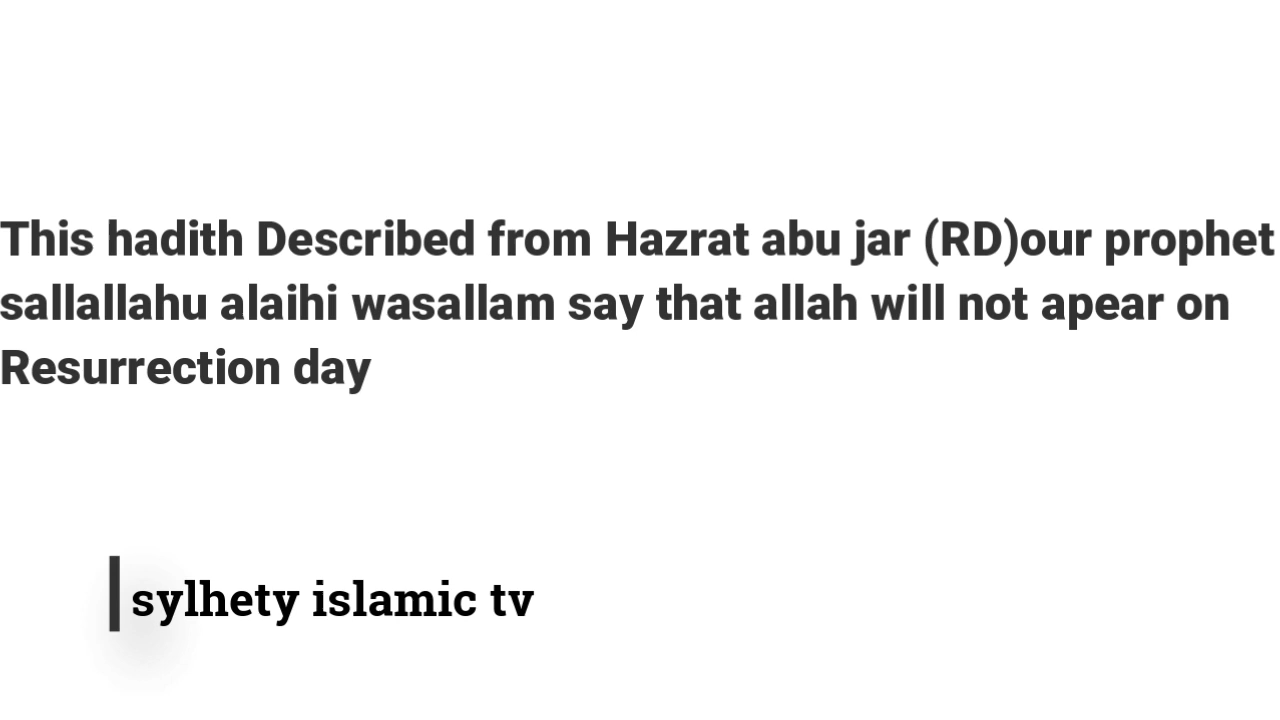 This hadith Described from Hazrat abu jar (RD)our prophet
sallallahu alaihi wasallam say that allah will not apear on
Resurrection day
sylhety islamic tv